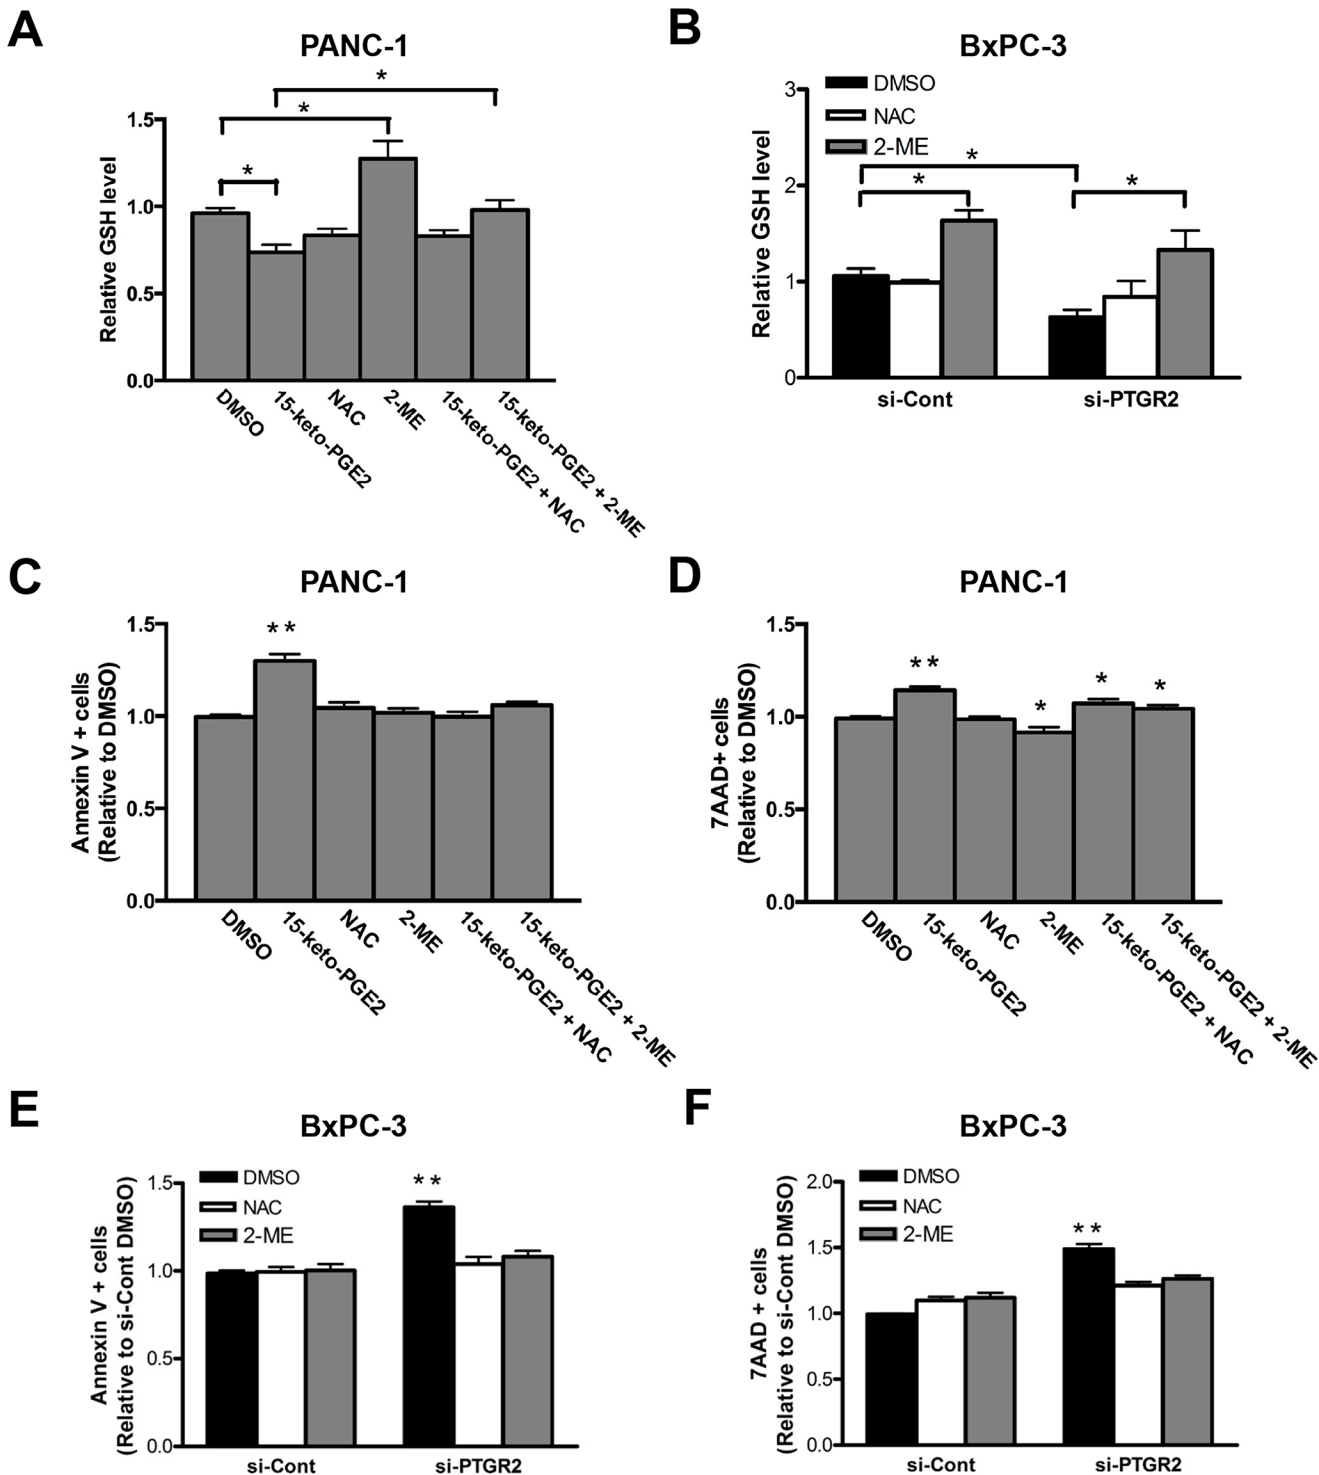 A
PANC-1
*
*
*
Relative GSH level
1.5
1.0
0.5
0.0
DMSO
15-keto-PGE2
NAC
2-ME
15-keto-PGE2 + NAC
15-keto-PGE2 + 2-ME
B
BxPC-3
DMSO
NAC
2-ME
*
*
*
Relative GSH level
3
2
1
0
si-Cont
si-PTGR2
C
PANC-1
**
Annexin V + cells
(Relative to DMSO)
1.5
1.0
0.5
0.0
DMSO
15-keto-PGE2
NAC
2-ME
15-keto-PGE2 + NAC
15-keto-PGE2 + 2-ME
D
PANC-1
**
*
*
*
7AAD+ cells
(Relative to DMSO)
1.5
1.0
0.5
0.0
DMSO
15-keto-PGE2
NAC
2-ME
15-keto-PGE2 + NAC
15-keto-PGE2 + 2-ME
E
BxPC-3
DMSO
NAC
2-ME
**
Annexin V + cells
(Relative to si-Cont DMSO)
1.5
1.0
0.5
0.0
si-Cont
si-PTGR2
F
BxPC-3
DMSO
NAC
2-ME
**
7AAD + cells
(Relative to si-Cont DMSO)
2.0
1.5
1.0
0.5
0.0
si-Cont
si-PTGR2